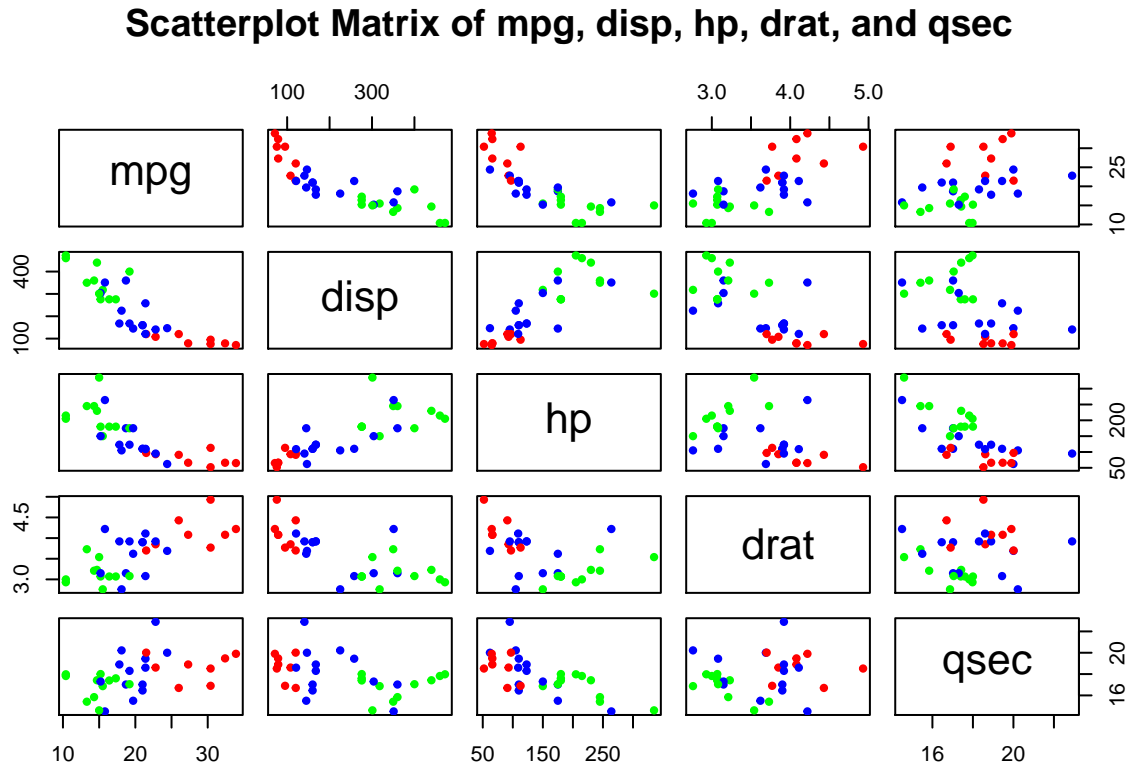 Scatterplot Matrix of mpg, disp, hp, drat, and qsec
100 300 3.0 4.0 5.0
mpg
10 25
disp
100 400
hp
50 200
drat
3.0 4.5
qsec
16 20
10 20 30 50 150 250 16 20